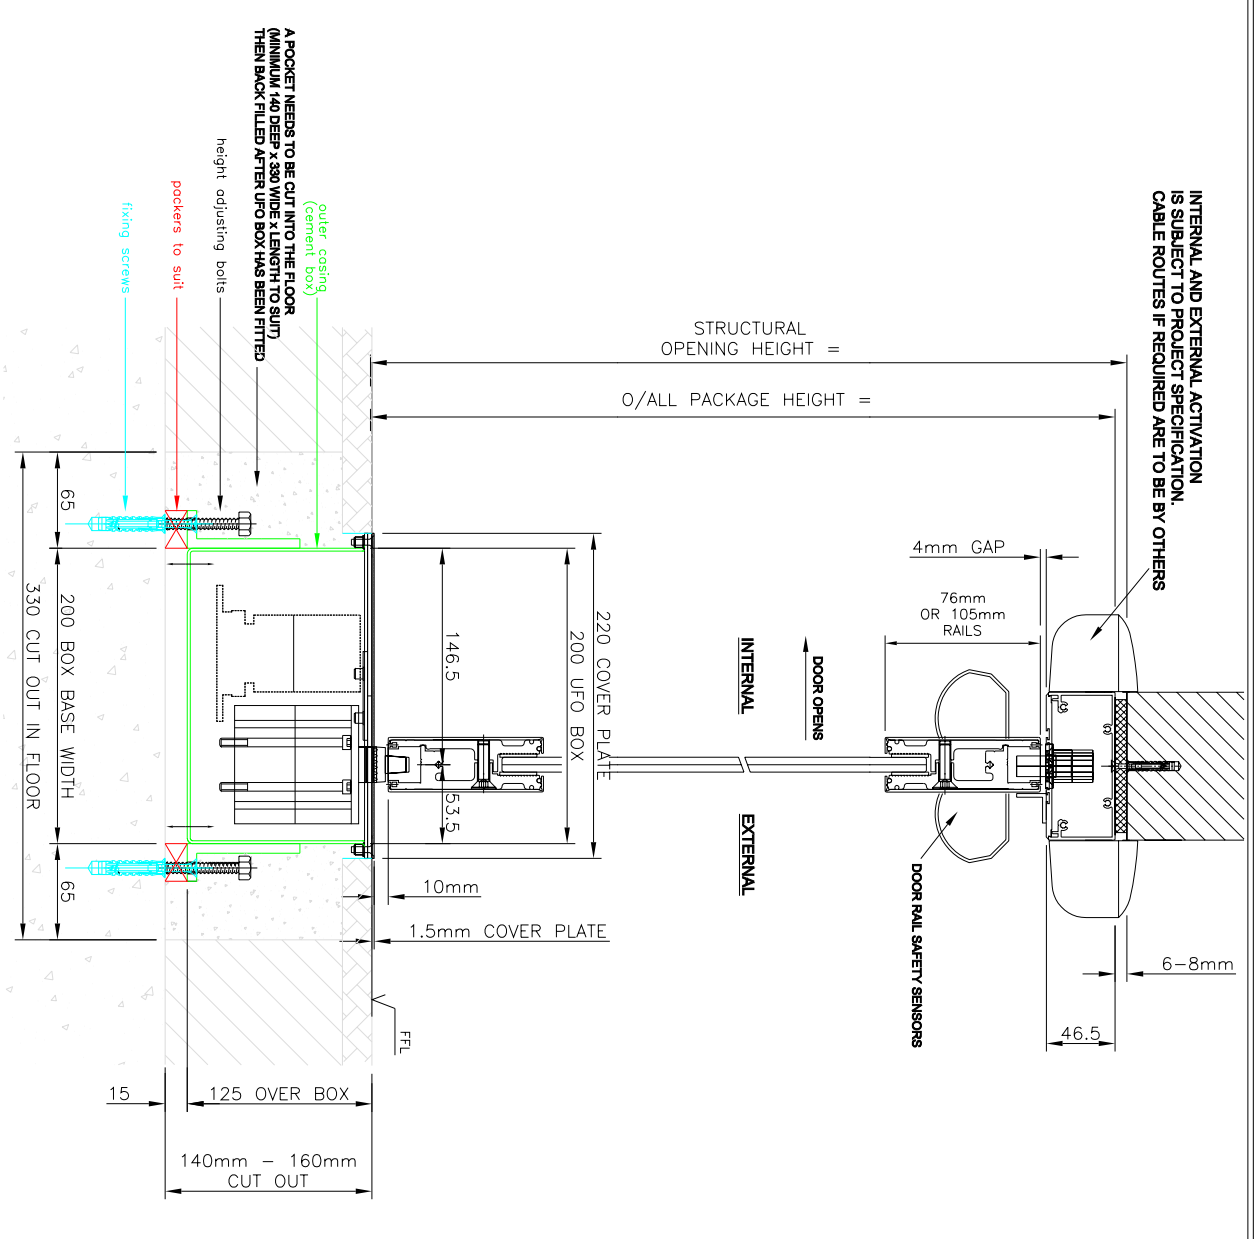 INTERNAL AND EXTERNAL ACTIVATION
IS SUBJECT TO PROJECT SPECIFICATION.
CABLE ROUTES IF REQUIRED ARE TO BE BY OTHERS
A POCKET NEEDS TO BE CUT INTO THE FLOOR
(MINIMUM 140 DEEP x 330 WIDE x LENGTH TO SUIT)
THEN BACK FILLED AFTER UFO BOX HAS BEEN FITTED
outer casing
(cement box)
height adjusting bolts
packers to suit
fixing screws
STRUCTURAL
OPENING HEIGHT =
O/ALL PACKAGE HEIGHT =
4mm GAP
76mm
OR 105mm
RAILS
DOOR OPENS
INTERNAL
EXTERNAL
DOOR RAIL SAFETY SENSORS
220 COVER PLATE
200 UFO BOX
146.5
53.5
65
200 BOX BASE WIDTH
65
330 CUT OUT IN FLOOR
10mm
1.5mm COVER PLATE
6-8mm
46.5
FFL
15
125 OVER BOX
140mm - 160mm
CUT OUT